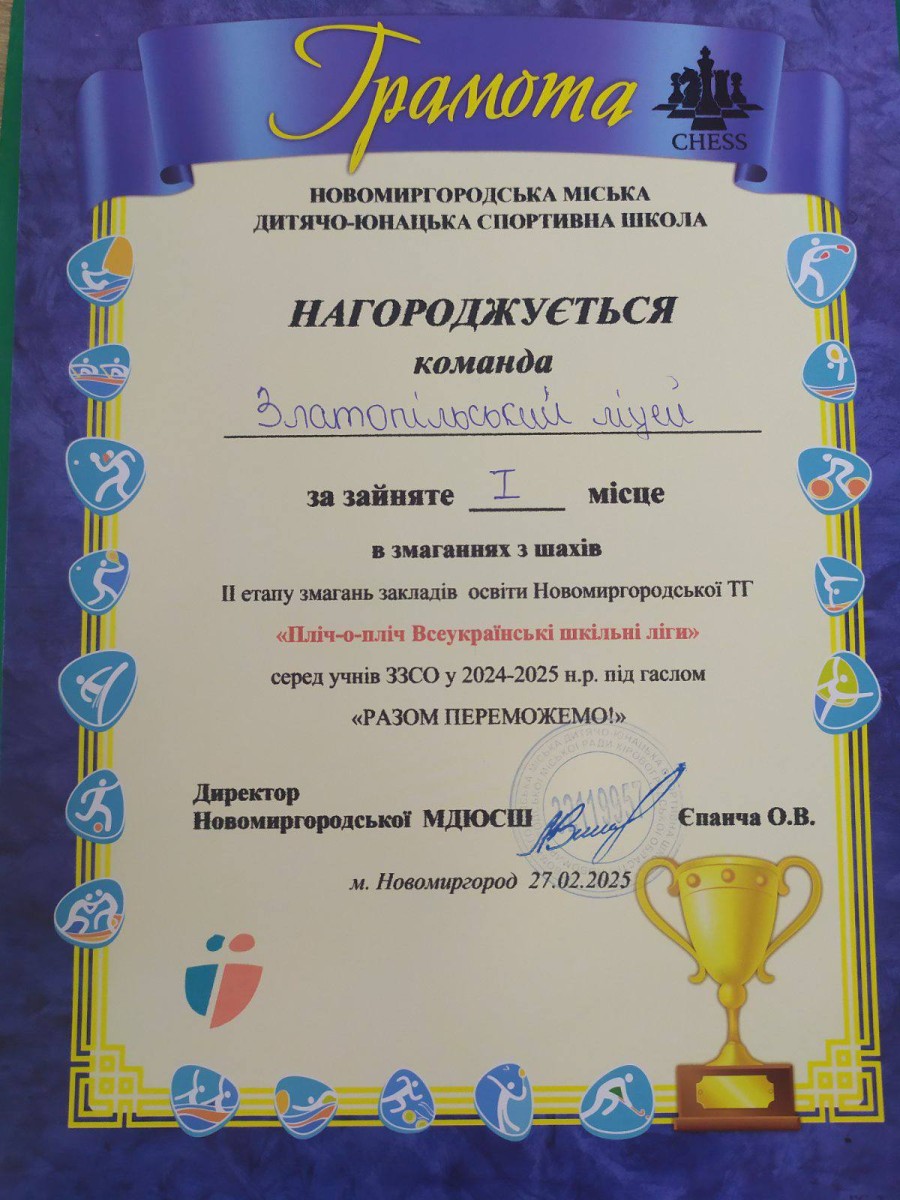 Грамота
CHESS
НОВОМИРГОРОДСЬКА МІСЬКА
ДИТЯЧО-ЮНАЦЬКА СПОРТИВНА ШКОЛА
НАГОРОДЖУЄТЬСЯ
команда
Златопільський ліцей
за зайняте I місце
в змаганнях з шахів
ІІ етапу змагань закладів освіти Новомиргородської ТГ
«Пліч-о-пліч Всеукраїнські шкільні ліги»
серед учнів ЗЗСО у 2024-2025 н.р. під гаслом
«РАЗОМ ПЕРЕМОЖЕМО!»
Директор
Новомиргородської МДЮСШ Єпанча О.В.
м. Новомиргород 27.02.2025